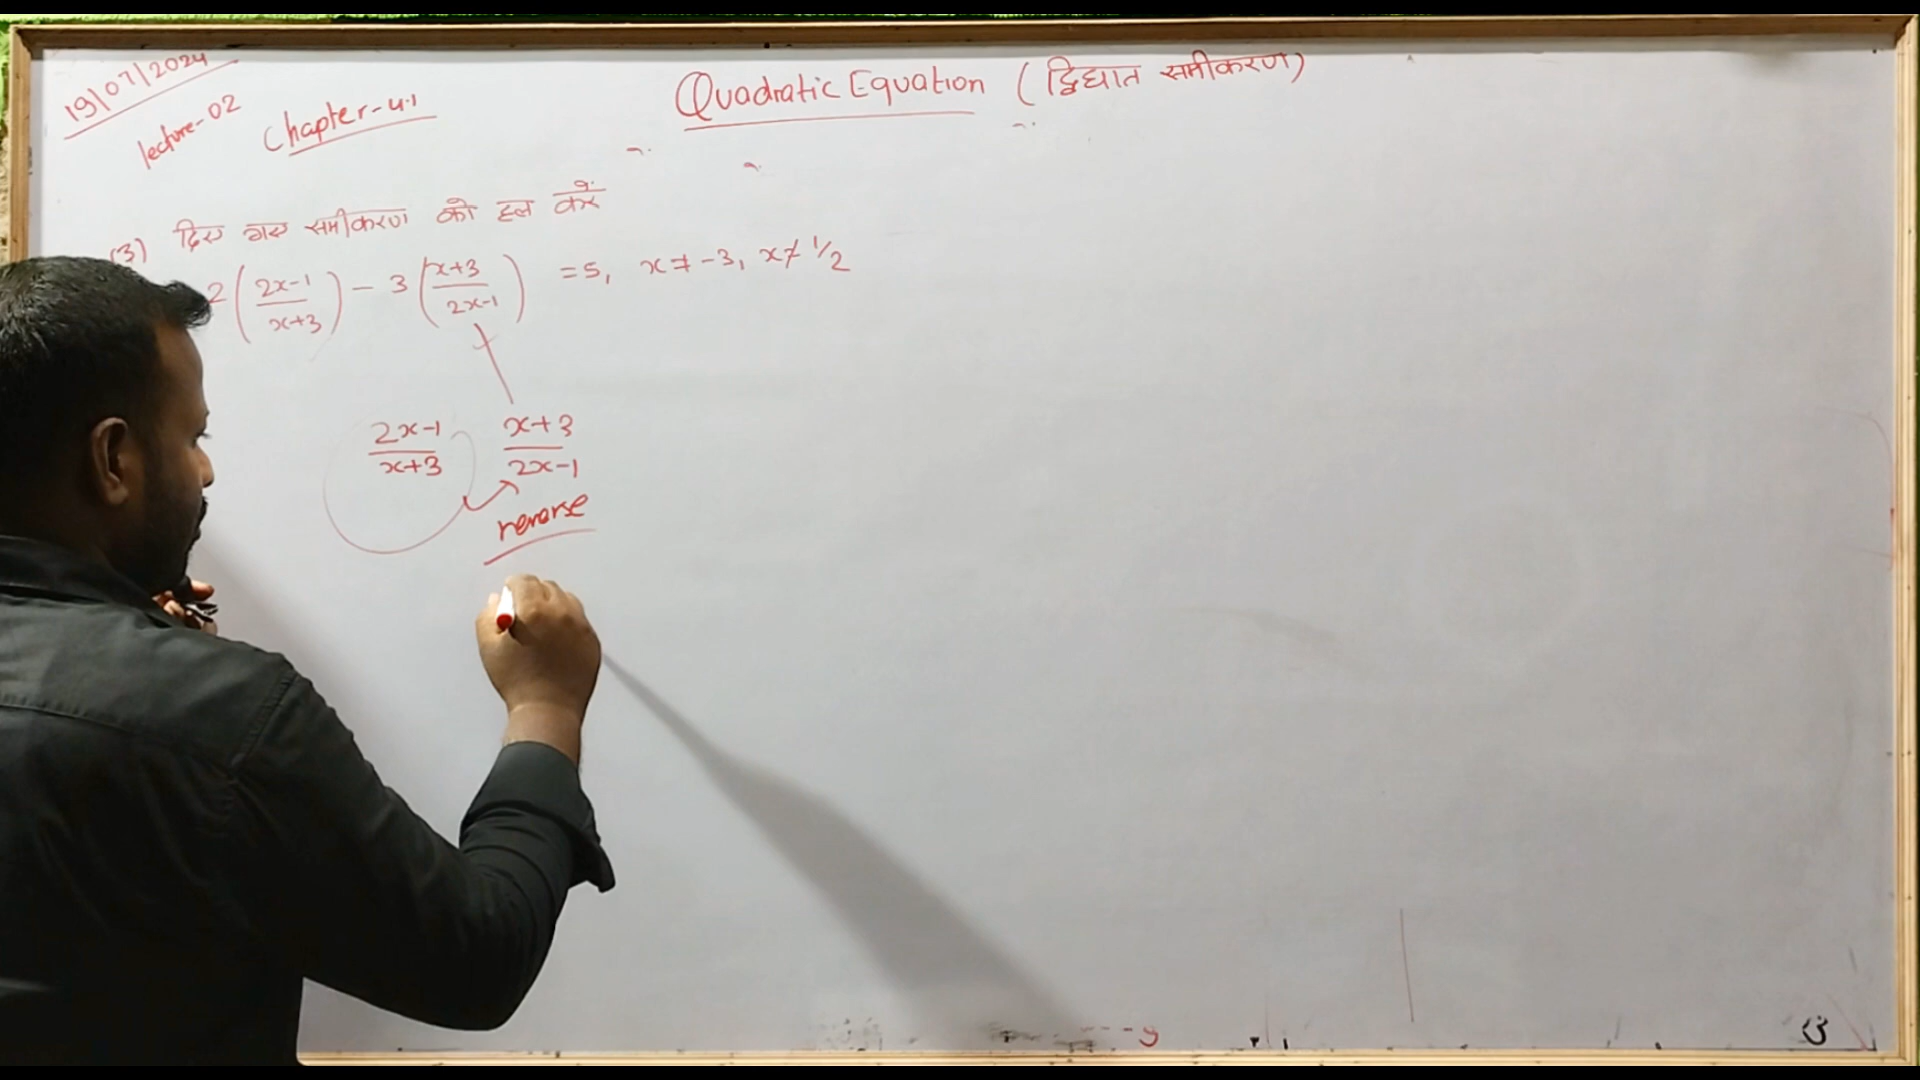 19/07/2024
lecture-02
Chapter-4.1
Quadratic Equation (द्विघात समीकरण)
(3) दिए गए समीकरण को हल करें
2(2x-1/x+3) - 3(x+3/2x-1) =5, x≠-3, x≠1/2
2x-1/x+3 x+3/2x-1
reverse